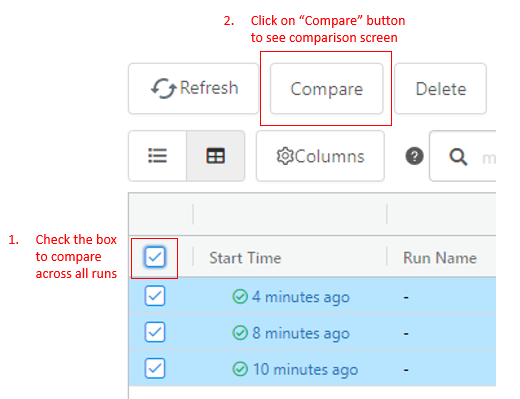 2. Click on “Compare” button
to see comparison screen
Refresh Compare Delete
Columns ? m
1. Check the box
to compare
across all runs
Start Time Run Name
4 minutes ago -
8 minutes ago -
10 minutes ago -